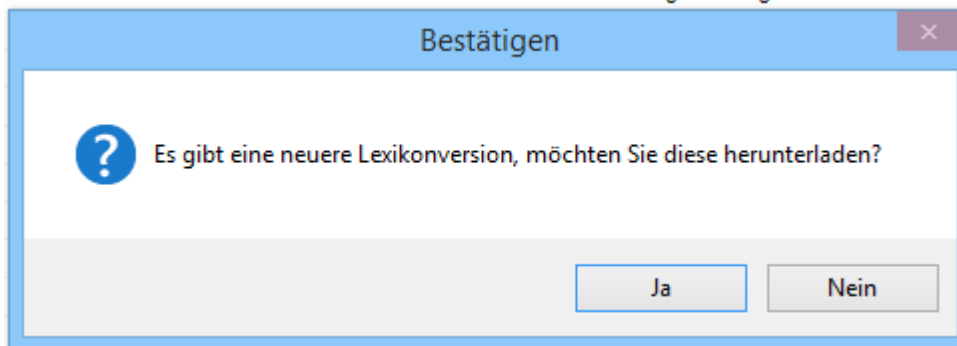 Bestätigen
Es gibt eine neuere Lexikonversion, möchten Sie diese herunterladen?
Ja
Nein